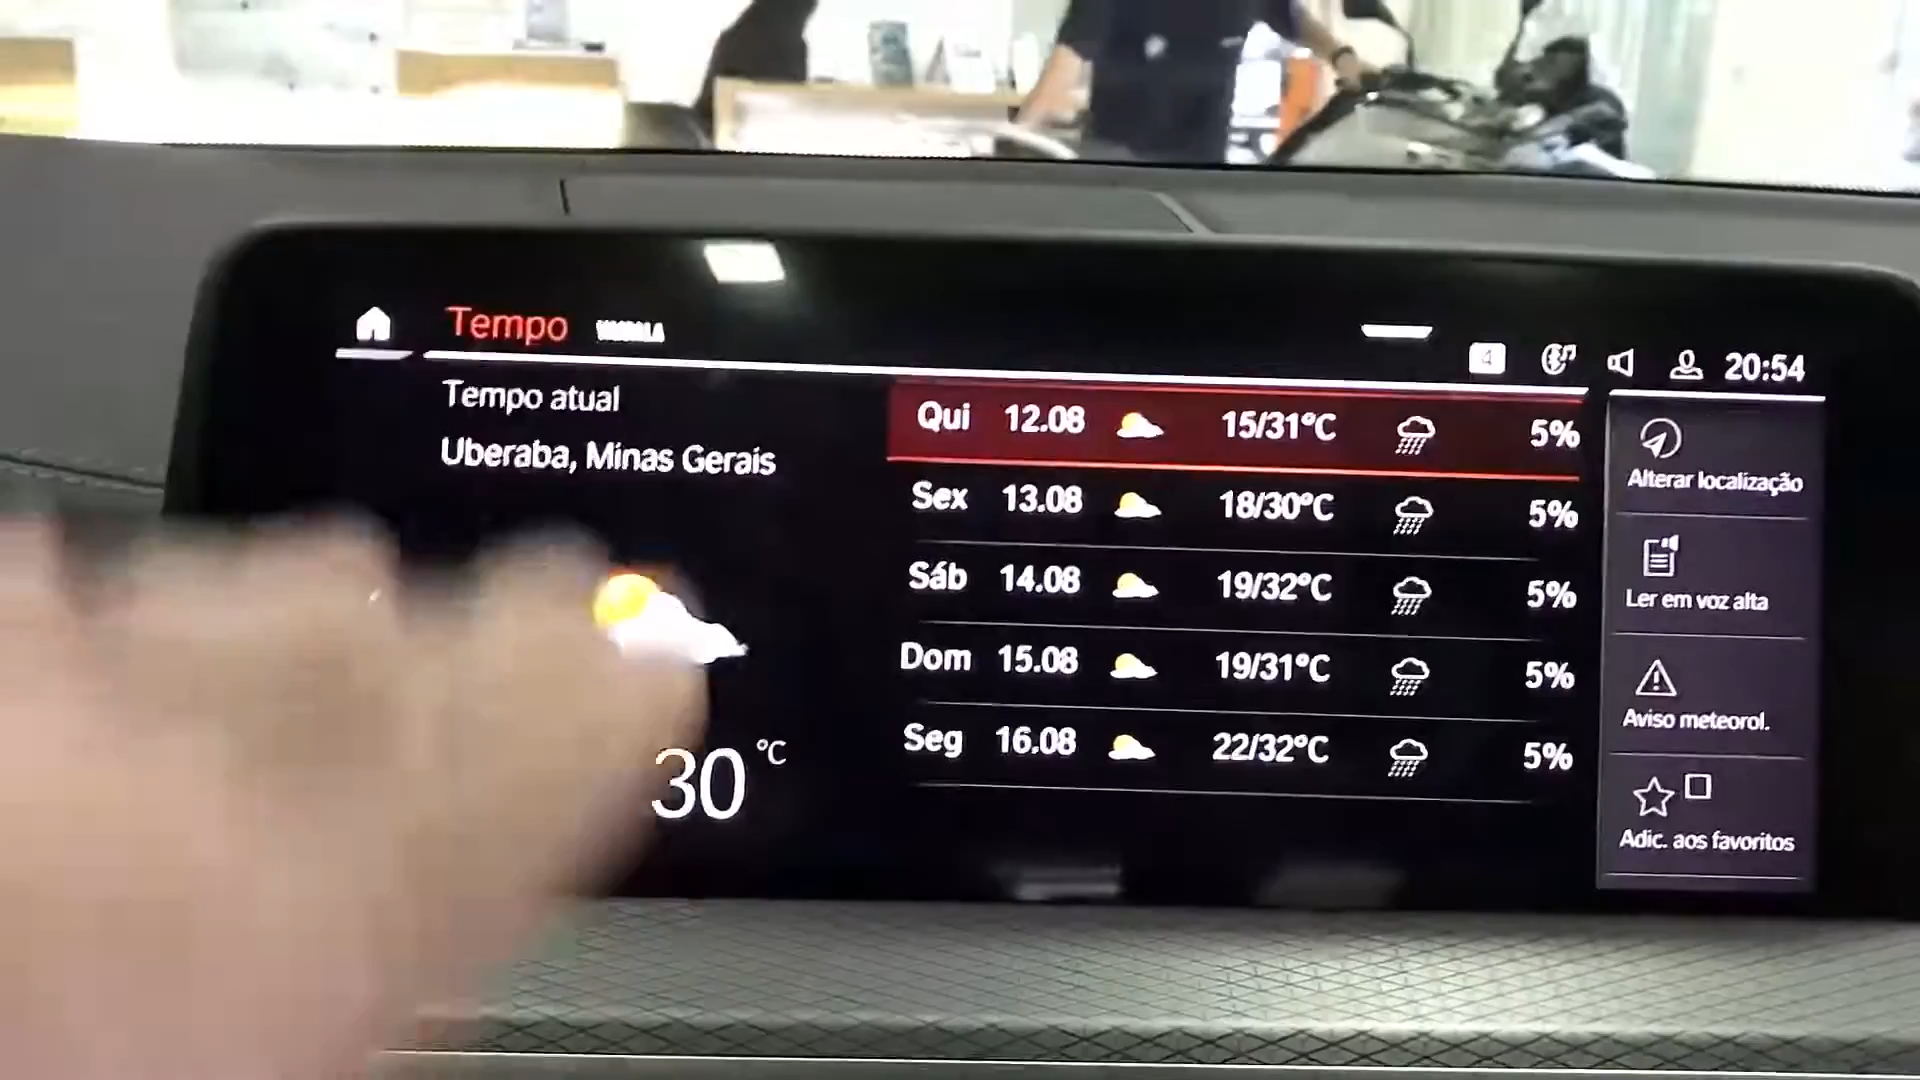 Tempo
4
20:54
Tempo atual
Uberaba, Minas Gerais
30 °C
Qui 12.08 15/31°C 5%
Sex 13.08 18/30°C 5%
Sáb 14.08 19/32°C 5%
Dom 15.08 19/31°C 5%
Seg 16.08 22/32°C 5%
Alterar localização
Ler em voz alta
Aviso meteorol.
Adic. aos favoritos